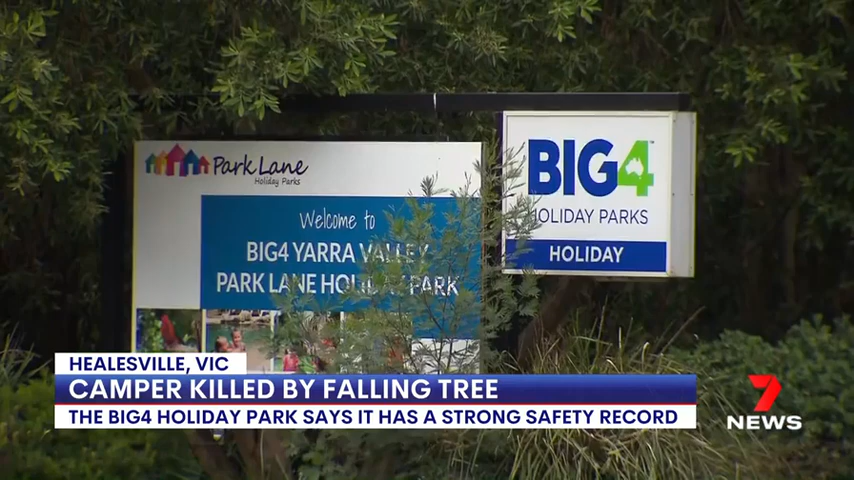 Park Lane
Holiday Parks
Welcome to
BIG4 YARRA VALLEY
PARK LANE HOLIDAY PARK
BIG4
HOLIDAY PARKS
HOLIDAY
HEALESVILLE, VIC
CAMPER KILLED BY FALLING TREE
THE BIG4 HOLIDAY PARK SAYS IT HAS A STRONG SAFETY RECORD
7
NEWS